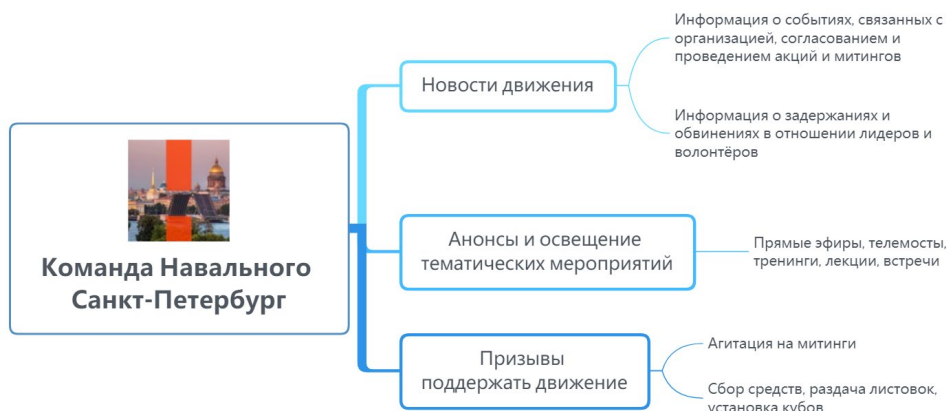 Команда Навального
Санкт-Петербург
Новости движения
Информация о событиях, связанных с
организацией, согласованием и
проведением акций и митингов
Информация о задержаниях и
обвинениях в отношении лидеров и
волонтёров
Анонсы и освещение
тематических мероприятий
Прямые эфиры, телемосты,
тренинги, лекции, встречи
Призывы
поддержать движение
Агитация на митинги
Сбор средств, раздача листовок,
установка кубов